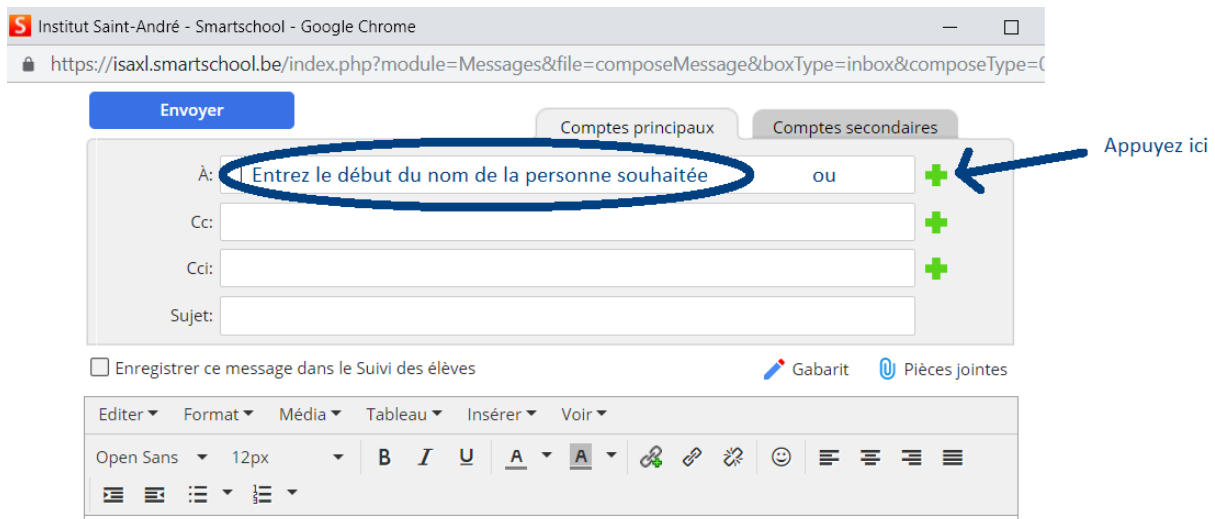 Institut Saint-André - Smartschool - Google Chrome
https://isaxl.smartschool.be/index.php?module=Messages&file=composeMessage&boxType=inbox&composeType=
Envoyer
Comptes principaux Comptes secondaires
Appuyez ici
À: Entrez le début du nom de la personne souhaitée ou
Cc:
Cci:
Sujet:
Enregistrer ce message dans le Suivi des élèves Gabarit Pièces jointes
Editer Format Média Tableau Insérer Voir
Open Sans 12px B I U A A